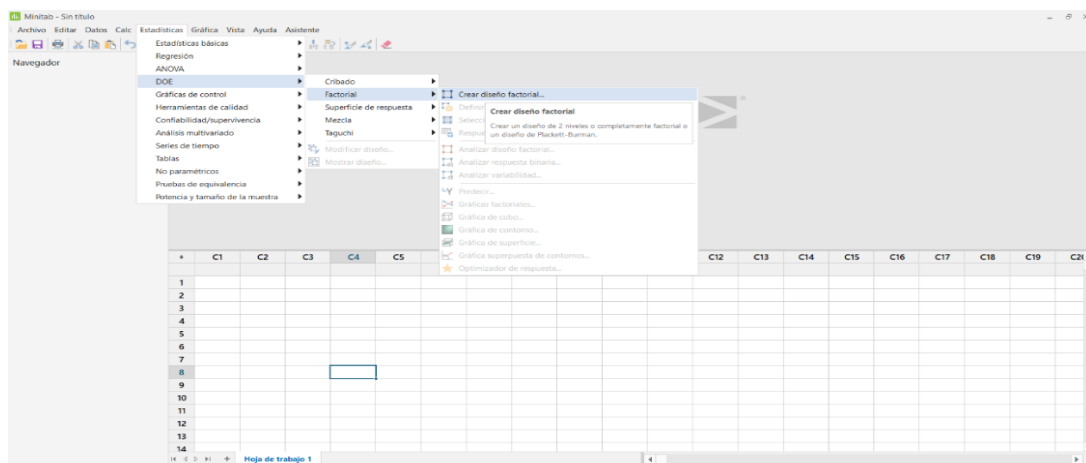 Minitab - Sin título
Archivo Editar Datos Calc Estadísticas Gráfica Vista Ayuda Asistente
Navegador
Estadísticas básicas
Regresión
ANOVA
DOE
Gráficas de control
Herramientas de calidad
Confiabilidad/supervivencia
Análisis multivariado
Series de tiempo
Tablas
No paramétricos
Pruebas de equivalencia
Potencia y tamaño de la muestra
Cribado
Factorial
Superficie de respuesta
Mezcla
Taguchi
Modificar diseño...
Mostrar diseño...
Crear diseño factorial...
Crear diseño factorial
Crear un diseño de 2 niveles o completamente factorial o
un diseño de Plackett-Burman.
Analizar diseño factorial...
Analizar respuesta binaria...
Analizar variabilidad...
Predecir...
Gráficas factoriales...
Gráfica de cubo...
Gráfica de contorno...
Gráfica de superficie...
Gráfica superpuesta de contornos...
Optimizador de respuesta...
C1 C2 C3 C4 C5 C12 C13 C14 C15 C16 C17 C18 C19
1
2
3
4
5
6
7
8
9
10
11
12
13
14
Hoja de trabajo 1